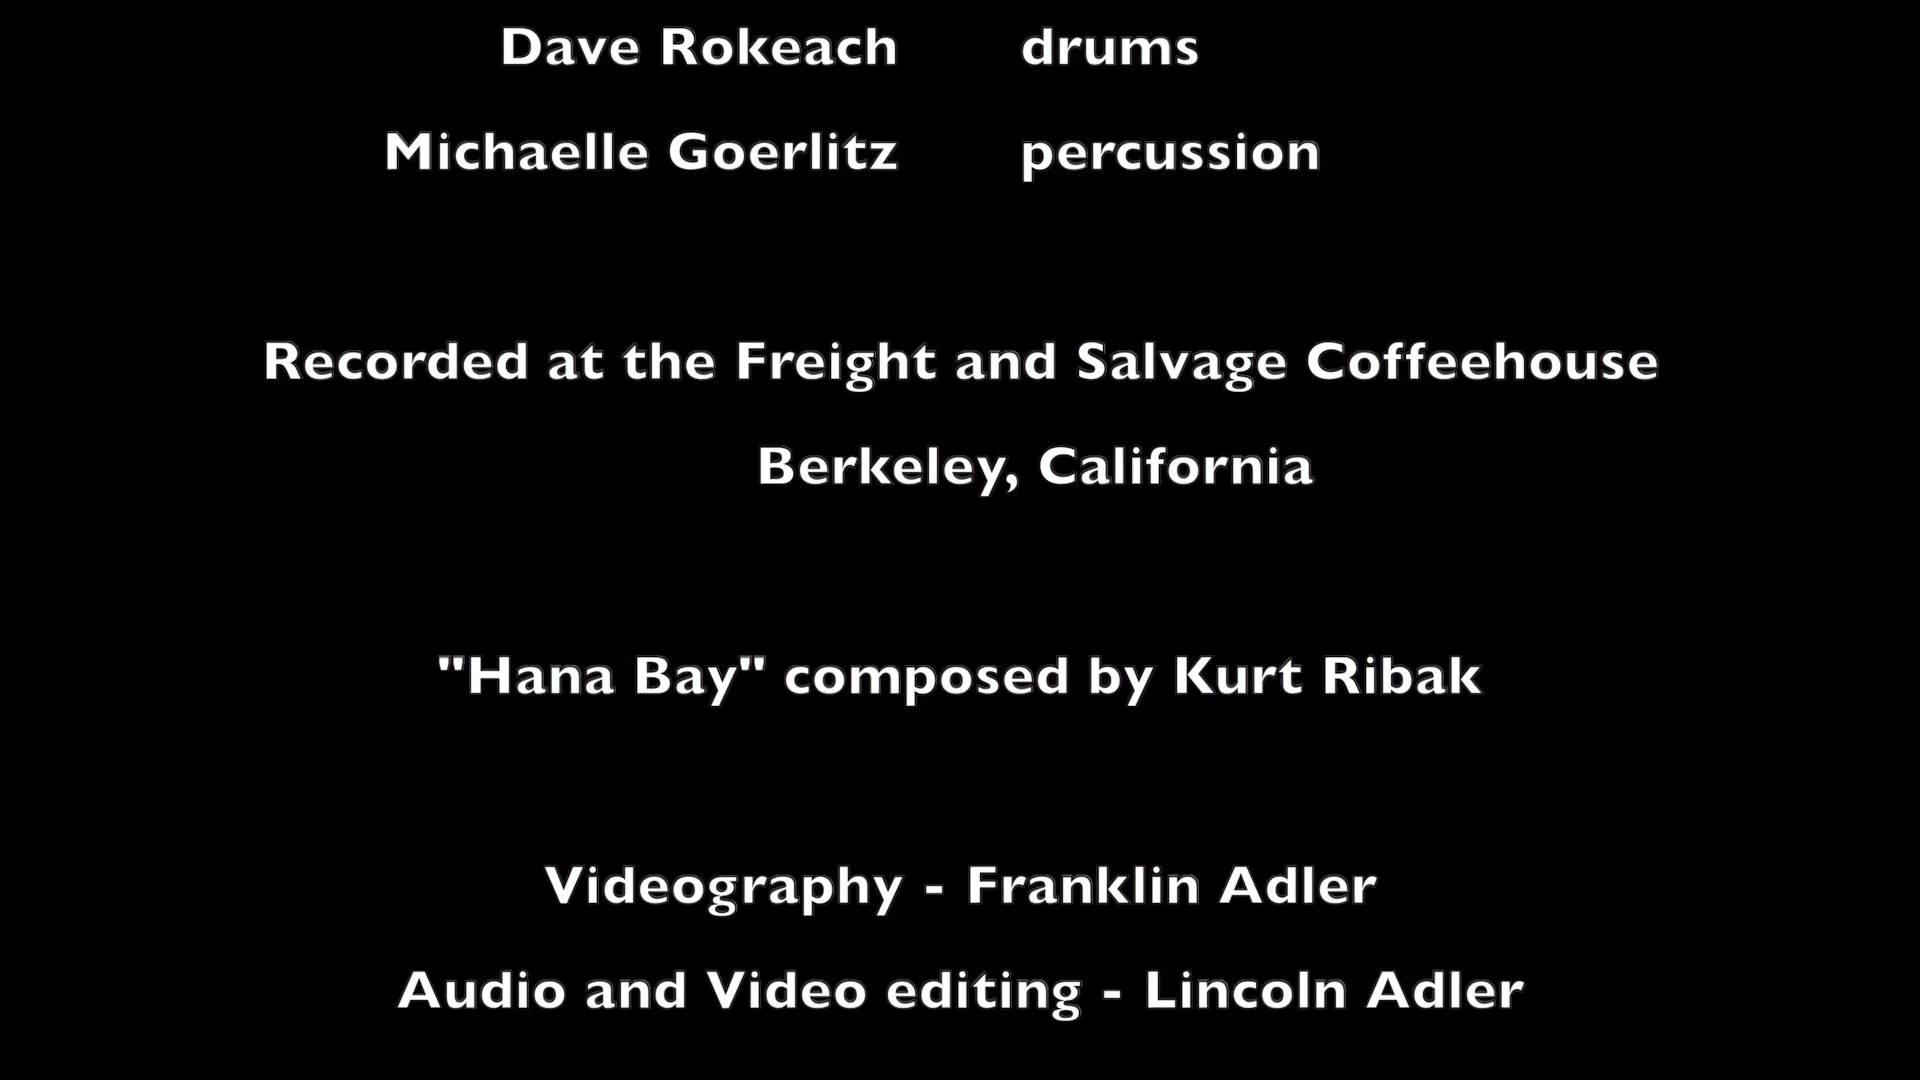 Dave Rokeach drums
Michaelle Goerlitz percussion
Recorded at the Freight and Salvage Coffeehouse
Berkeley, California
"Hana Bay" composed by Kurt Ribak
Videography - Franklin Adler
Audio and Video editing - Lincoln Adler